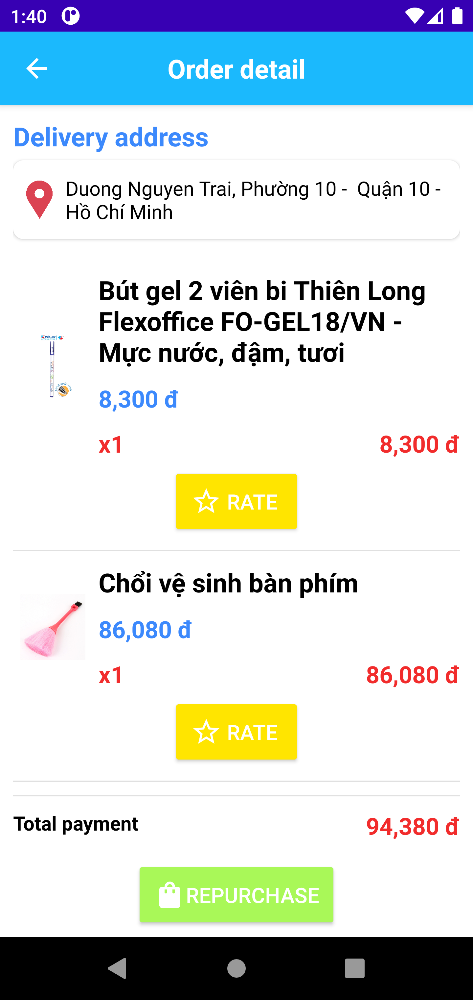 1:40
Order detail
Delivery address
Duong Nguyen Trai, Phường 10 -  Quận 10 -
Hồ Chí Minh
Bút gel 2 viên bi Thiên Long
Flexoffice FO-GEL18/VN -
Mực nước, đậm, tươi
THIÊN LONG
8,300 đ
x1
8,300 đ
RATE
Chổi vệ sinh bàn phím
86,080 đ
x1
86,080 đ
RATE
Total payment
94,380 đ
REPURCHASE